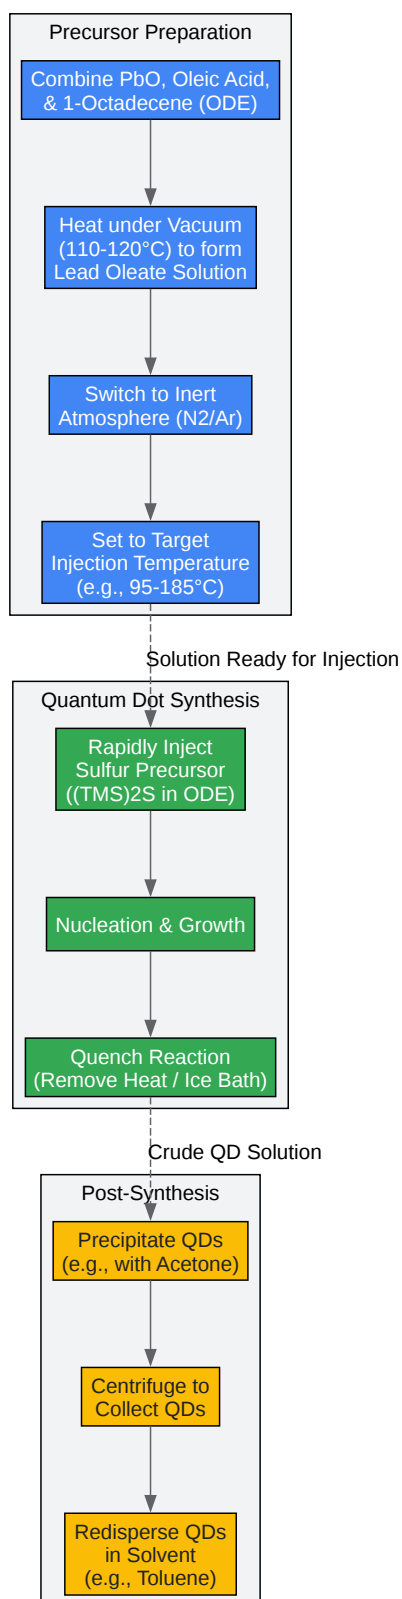 Precursor Preparation
Combine PbO, Oleic Acid,
& 1-Octadecene (ODE)
Heat under Vacuum
(110-120°C) to form
Lead Oleate Solution
Switch to Inert
Atmosphere (N2/Ar)
Set to Target
Injection Temperature
(e.g., 95-185°C)
Solution Ready for Injection
Quantum Dot Synthesis
Rapidly Inject
Sulfur Precursor
((TMS)2S in ODE)
Nucleation & Growth
Quench Reaction
(Remove Heat / Ice Bath)
Crude QD Solution
Post-Synthesis
Precipitate QDs
(e.g., with Acetone)
Centrifuge to
Collect QDs
Redisperse QDs
in Solvent
(e.g., Toluene)